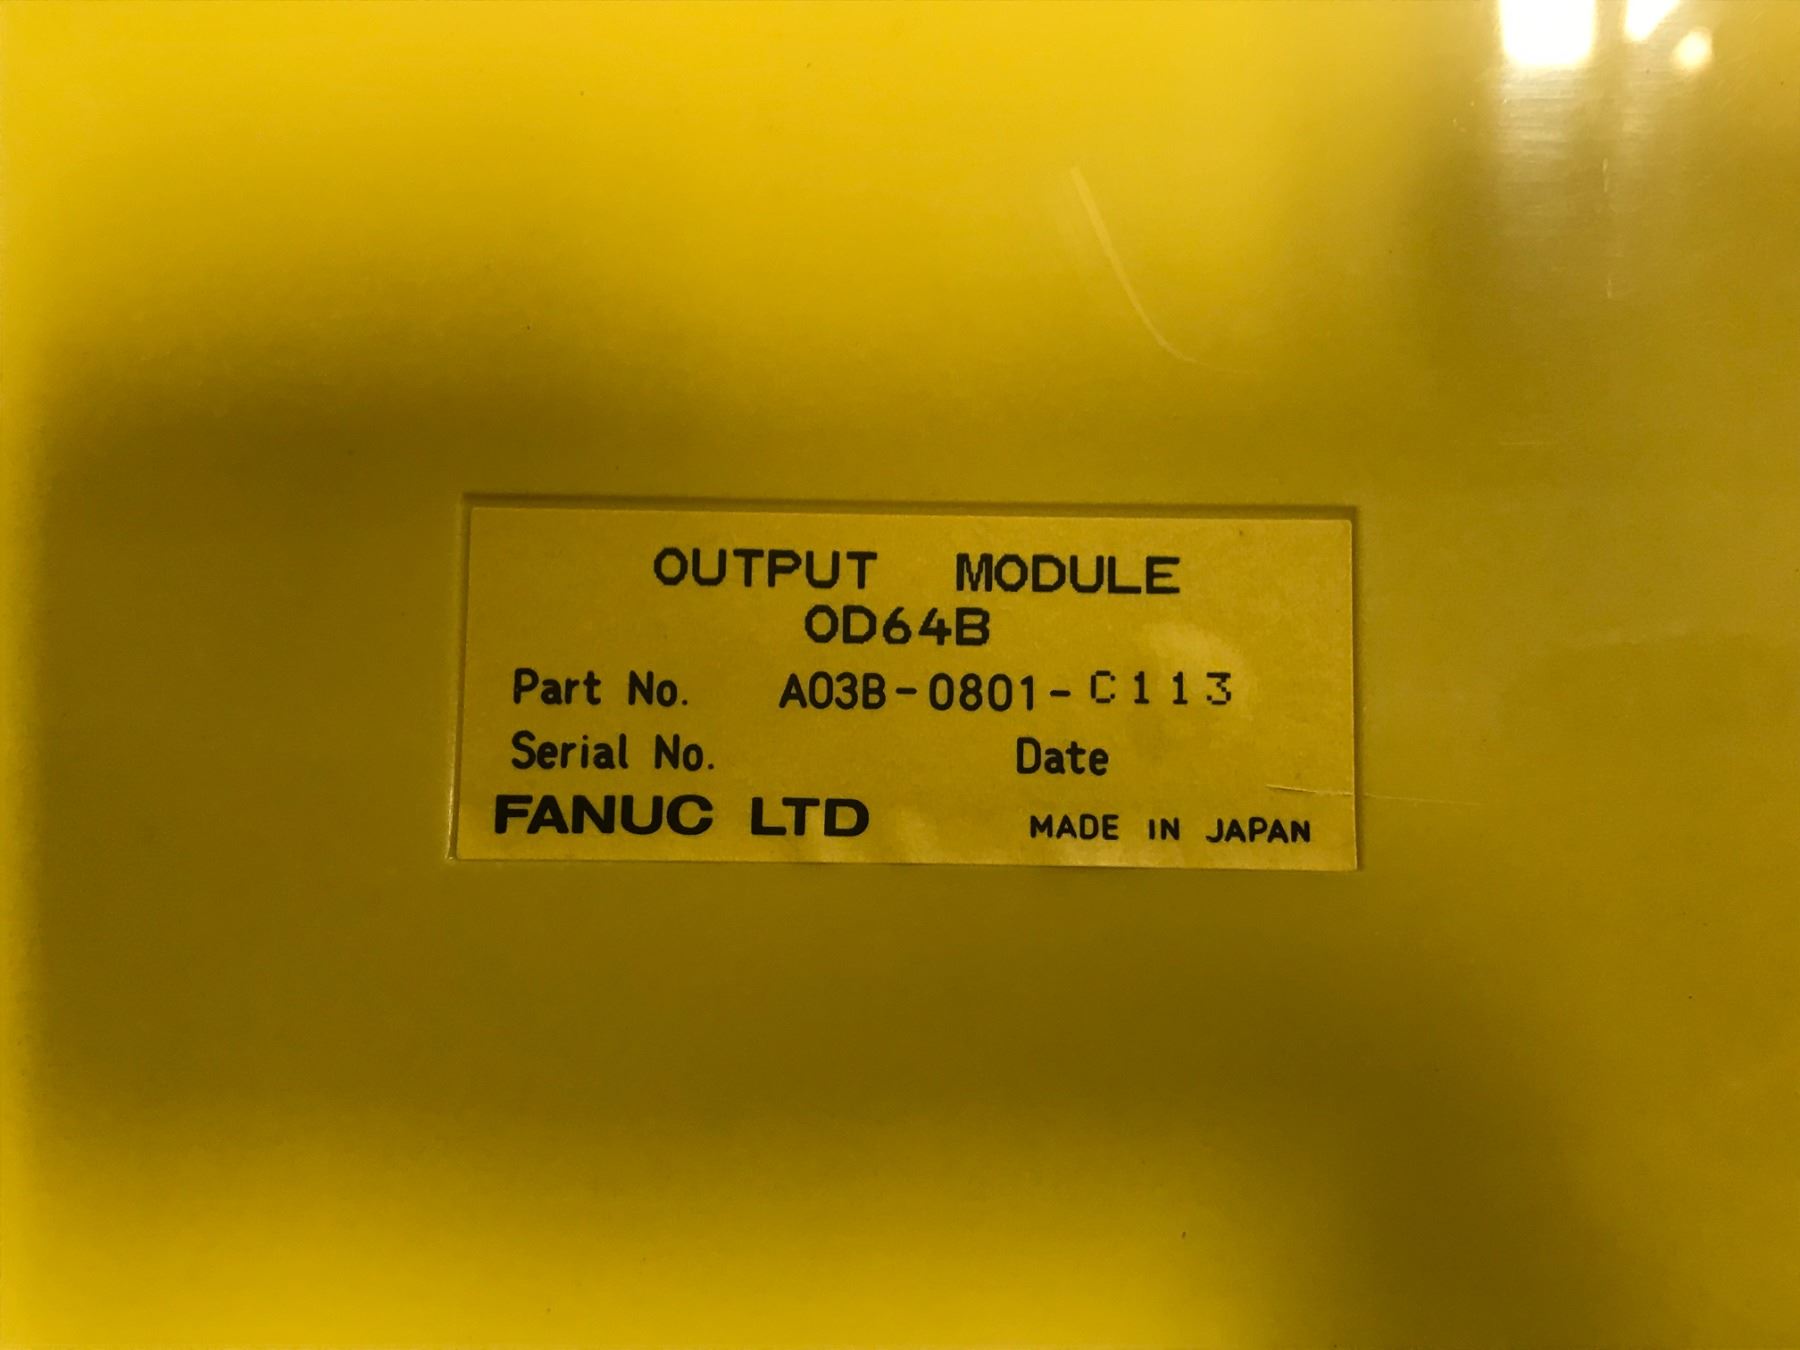 OUTPUT MODULE
OD64B
Part No. A03B-0801-C113
Serial No. Date
FANUC LTD MADE IN JAPAN